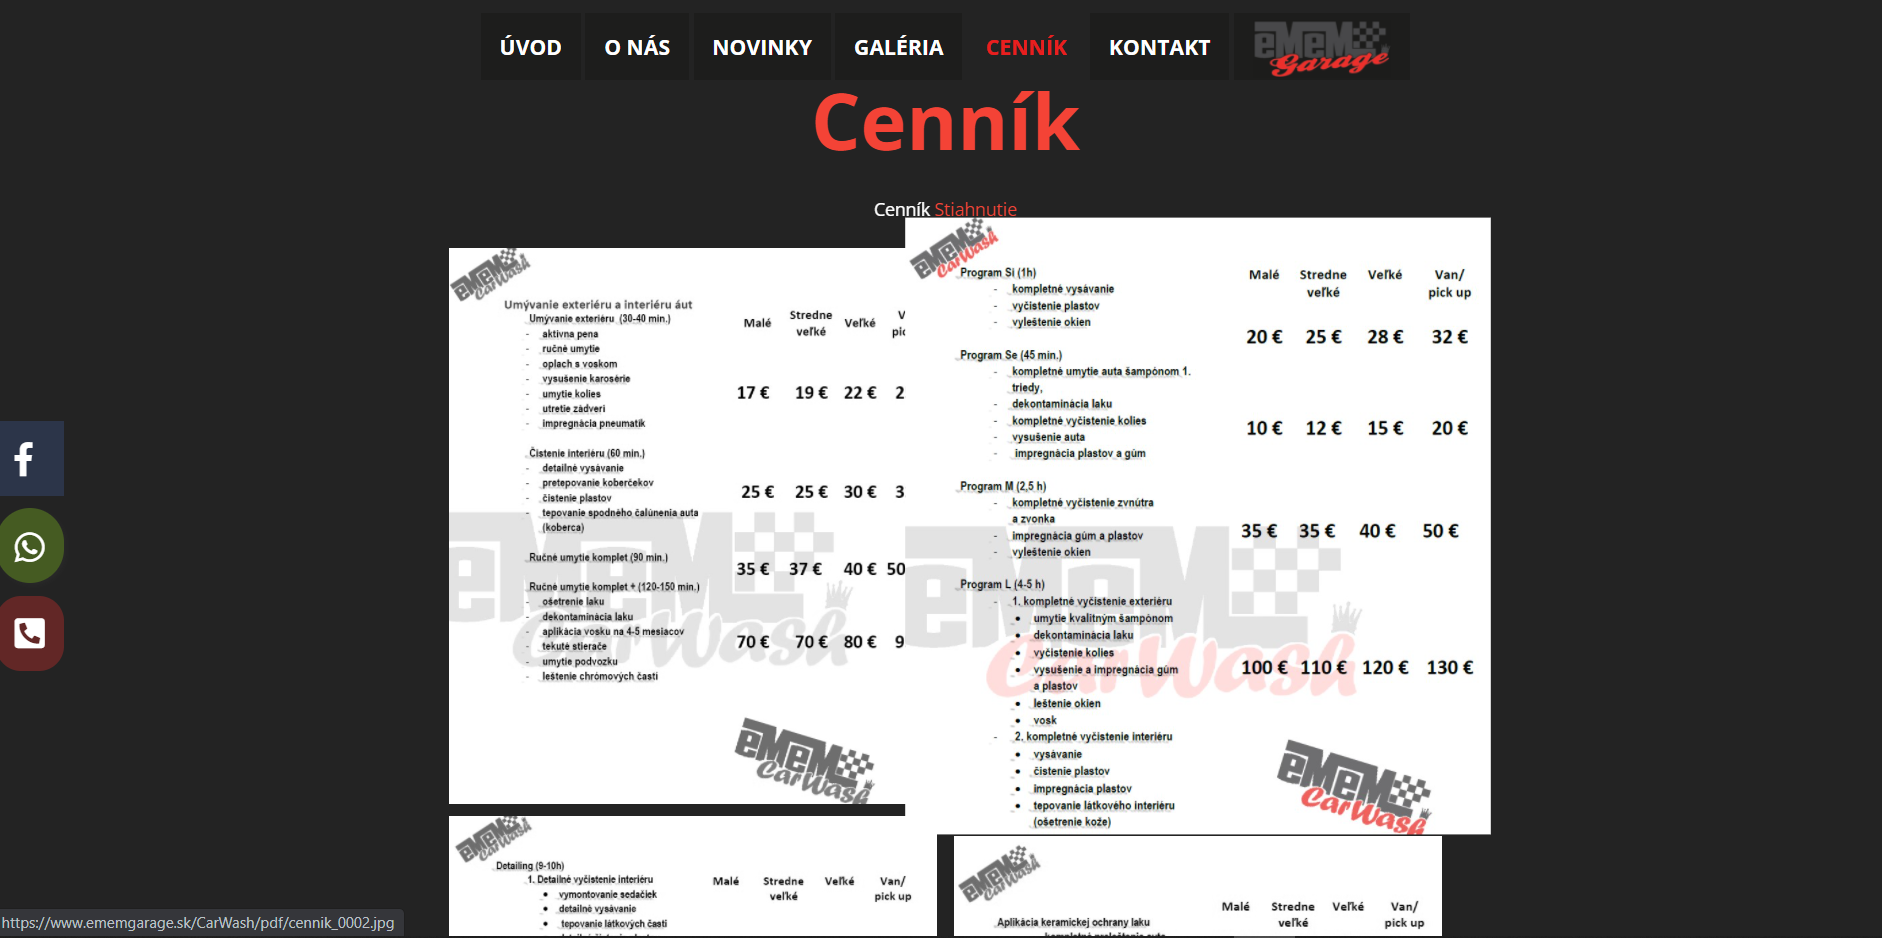 ÚVOD O NÁS NOVINKY GALÉRIA CENNÍK KONTAKT eMeM Garage
Cenník
Cenník Stiahnutie
eMeM CarWash
Umývanie exteriéru a interiéru áut
Malé Stredne veľké Veľké
Umývanie exteriéru (30-40 min.)
- aktívna pena
- ručné umytie
- oplach s voskom
- vysušenie karosérie
- umytie kolies
- utretie zádverí
- impregnácia pneumatík
17 € 19 € 22 € 2
Čistenie interiéru (60 min.)
- detailné vysávanie
- pretepovanie koberčekov
- čistenie plastov
- tepovanie spodného čalúnenia auta
(koberca)
25 € 25 € 30 € 3
Ručné umytie komplet (90 min.)
35 € 37 € 40 € 50
Ručné umytie komplet + (120-150 min.)
- ošetrenie laku
- dekontaminácia laku
- aplikácia vosku na 4-5 mesiacov
- tekuté stierače
- umytie podvozku
- leštenie chrómových častí
70 € 70 € 80 € 9
eMeM CarWash
eMeM CarWash
eMeM CarWash
Malé Stredne veľké Veľké Van/ pick up
Program Si (1h)
- kompletné vysávanie
- vyčistenie plastov
- vyleštenie okien
20 € 25 € 28 € 32 €
Program Se (45 min.)
- kompletné umytie auta šampónom 1.
triedy,
- dekontaminácia laku
- kompletné vyčistenie kolies
- vysušenie auta
- impregnácia plastov a gúm
10 € 12 € 15 € 20 €
Program M (2,5 h)
- kompletné vyčistenie zvnútra
a zvonka
- impregnácia gúm a plastov
- vyleštenie okien
35 € 35 € 40 € 50 €
Program L (4-5 h)
- 1. kompletné vyčistenie exteriéru
• umytie kvalitným šampónom
• dekontaminácia laku
• vyčistenie kolies
• vysušenie a impregnácia gúm
a plastov
• leštenie okien
• vosk
100 € 110 € 120 € 130 €
- 2. kompletné vyčistenie interiéru
• vysávanie
• čistenie plastov
• impregnácia plastov
• tepovanie látkového interiéru
(ošetrenie kože)
eMeM CarWash
eMeM CarWash
eMeM CarWash
Detailing (9-10h)
Malé Stredne veľké Veľké Van/ pick up
1. Detailné vyčistenie interiéru
• vymontovanie sedačiek
• detailné vysávanie
• tepovanie látkových častí
eMeM CarWash
Malé Stredne veľké Veľké Van/ pick up
Aplikácia keramickej ochrany laku
https://www.ememgarage.sk/CarWash/pdf/cennik_0002.jpg